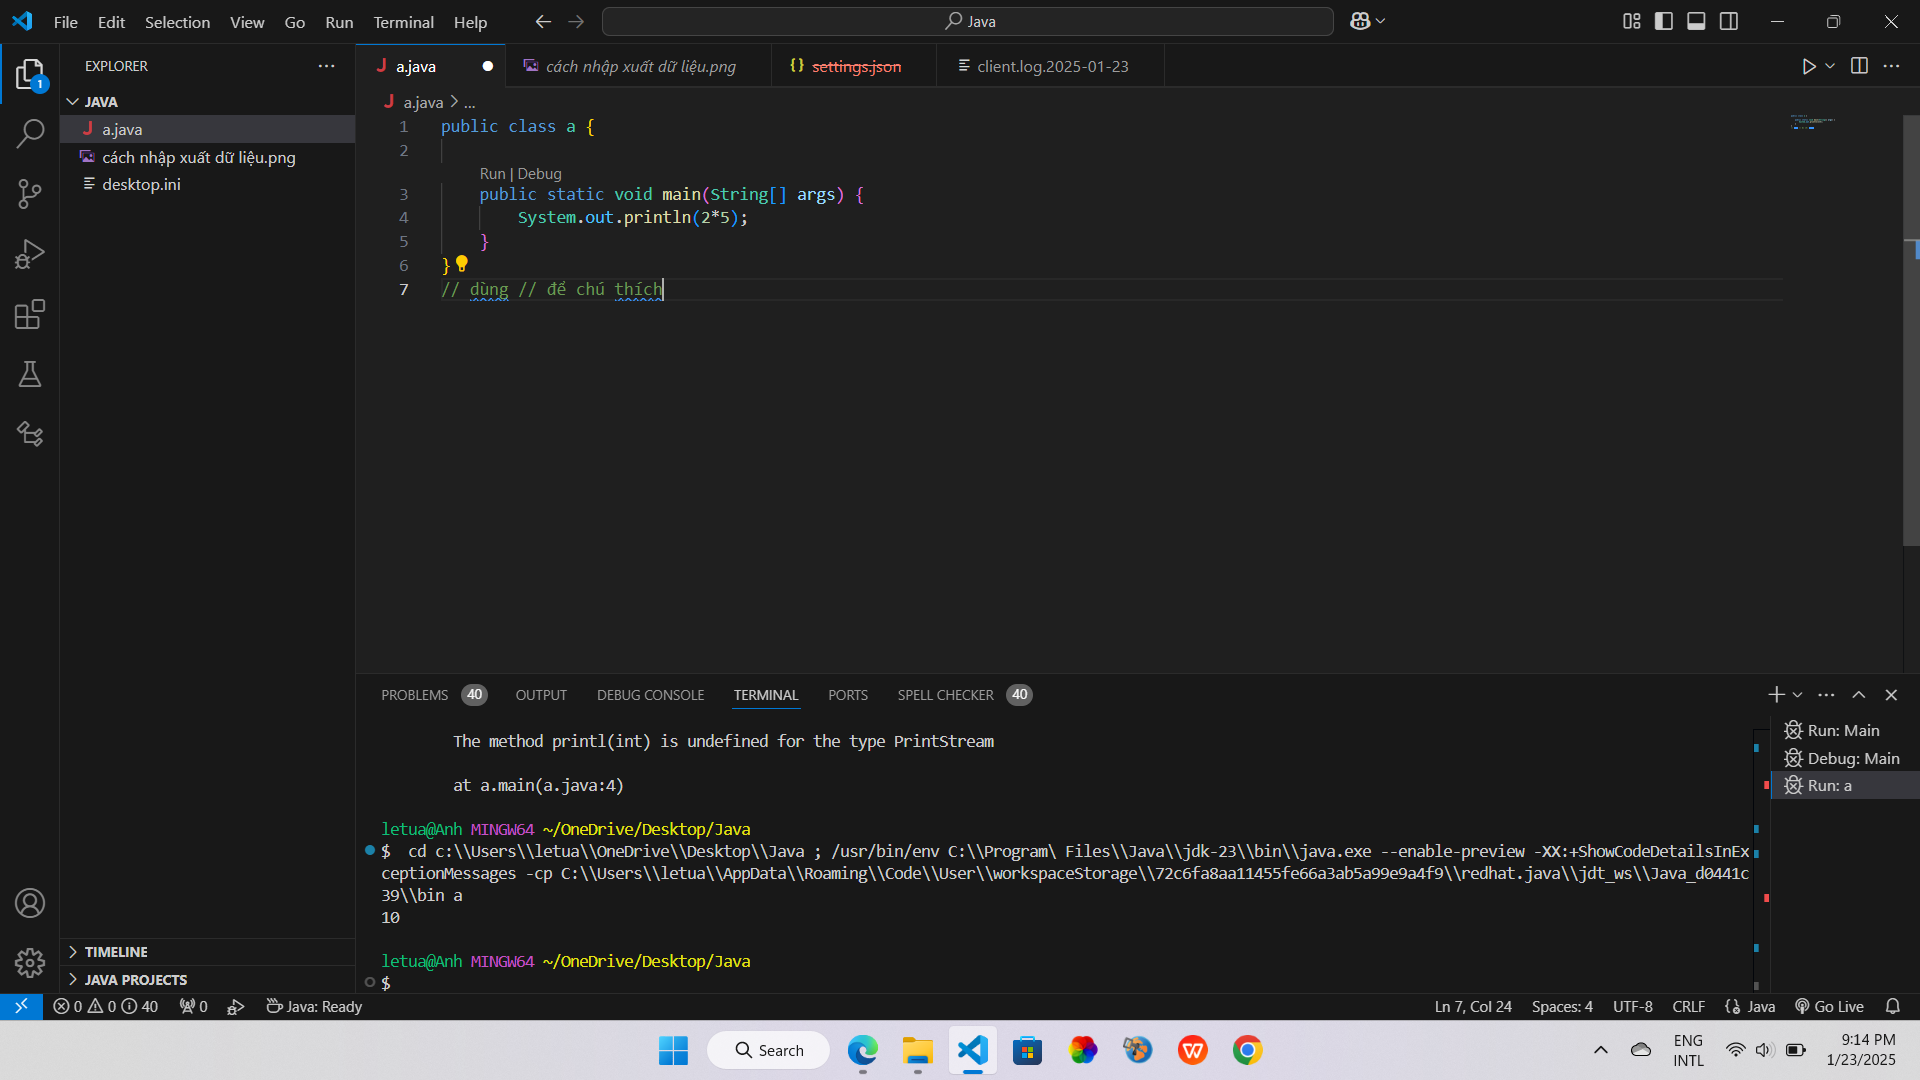 File Edit Selection View Go Run Terminal Help
Java
EXPLORER
a.java
cách nhập xuất dữ liệu.png
settings.json
client.log.2025-01-23
1
JAVA
a.java > ...
a.java
cách nhập xuất dữ liệu.png
desktop.ini
1 public class a {
2
Run | Debug
3 public static void main(String[] args) {
4 System.out.println(2*5);
5 }
6 }
7 // dùng // để chú thích
PROBLEMS 40 OUTPUT DEBUG CONSOLE TERMINAL PORTS SPELL CHECKER 40
The method printl(int) is undefined for the type PrintStream
at a.main(a.java:4)
letua@Anh MINGW64 ~/OneDrive/Desktop/Java
$ cd c:\\Users\\letua\\OneDrive\\Desktop\\Java ; /usr/bin/env C:\\Program\ Files\\Java\\jdk-23\\bin\\java.exe --enable-preview -XX:+ShowCodeDetailsInEx
ceptionMessages -cp C:\\Users\\letua\\AppData\\Roaming\\Code\\User\\workspaceStorage\\72c6fa8aa11455fe66a3ab5a99e9a4f9\\redhat.java\\jdt_ws\\Java_d0441c
39\\bin a
10
letua@Anh MINGW64 ~/OneDrive/Desktop/Java
$
Run: Main
Debug: Main
Run: a
TIMELINE
JAVA PROJECTS
0 0 40 0 Java: Ready
Ln 7, Col 24 Spaces: 4 UTF-8 CRLF Java Go Live
Search
ENG
INTL
9:14 PM
1/23/2025